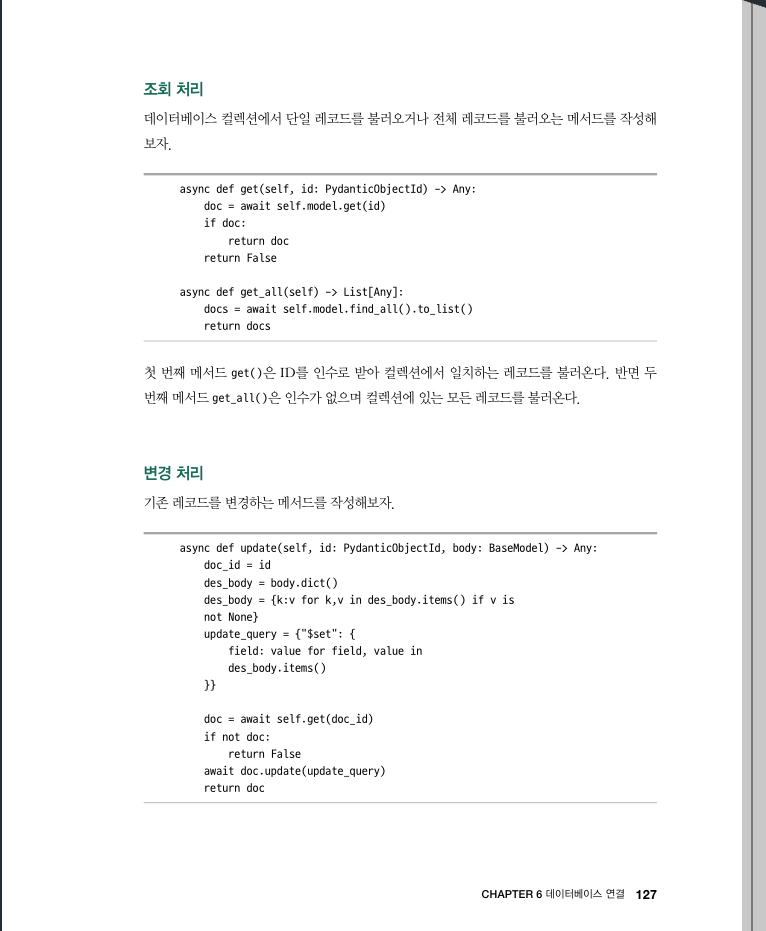 조회 처리
데이터베이스 컬렉션에서 단일 레코드를 불러오거나 전체 레코드를 불러오는 메서드를 작성해
보자.
async def get(self, id: PydanticObjectId) -> Any:
    doc = await self.model.get(id)
    if doc:
        return doc
    return False
async def get_all(self) -> List[Any]:
    docs = await self.model.find_all().to_list()
    return docs
첫 번째 메서드 get()은 ID를 인수로 받아 컬렉션에서 일치하는 레코드를 불러온다. 반면 두
번째 메서드 get_all()은 인수가 없으며 컬렉션에 있는 모든 레코드를 불러온다.
변경 처리
기존 레코드를 변경하는 메서드를 작성해보자.
async def update(self, id: PydanticObjectId, body: BaseModel) -> Any:
    doc_id = id
    des_body = body.dict()
    des_body = {k:v for k,v in des_body.items() if v is
    not None}
    update_query = {"$set": {
        field: value for field, value in
        des_body.items()
    }}
    doc = await self.get(doc_id)
    if not doc:
        return False
    await doc.update(update_query)
    return doc
CHAPTER 6 데이터베이스 연결 127